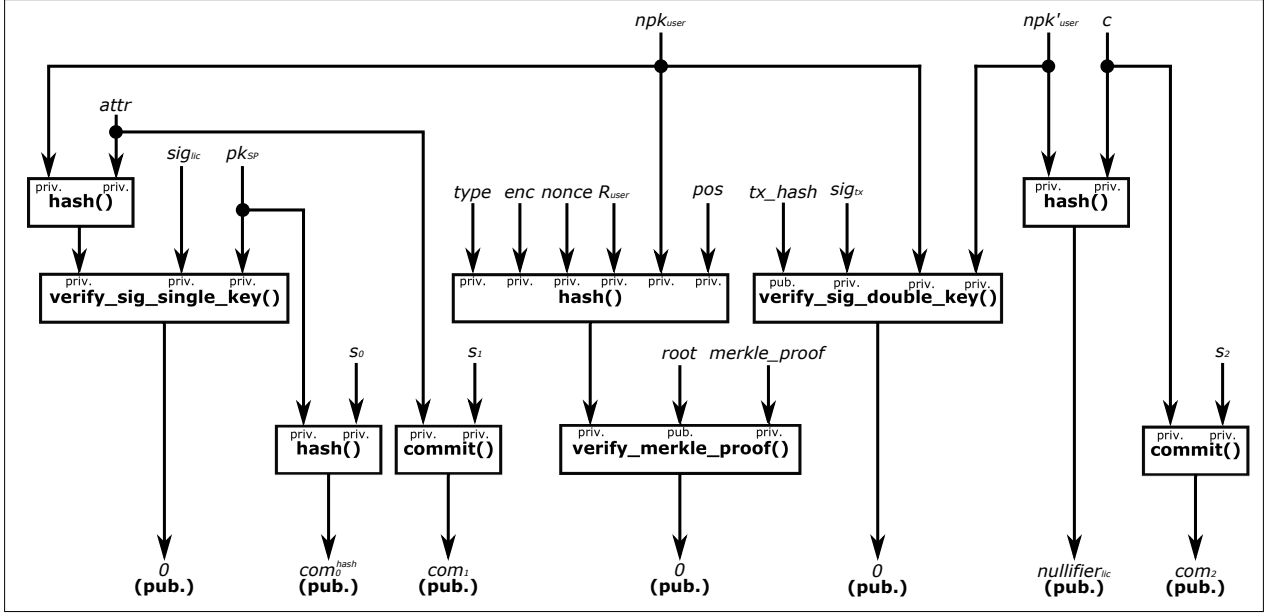 npk_user npk'_user c
attr
sig_lic pk_SP
priv. priv.
hash()
type enc nonce R_user pos tx_hash sig_tx
priv. priv.
hash()
priv. priv. priv.
verify_sig_single_key()
priv. priv. priv. priv. priv. priv.
hash()
pub. priv. priv. priv.
verify_sig_double_key()
s_0 s_1 root merkle_proof s_2
priv. priv.
hash()
priv. priv.
commit()
priv. pub. priv.
verify_merkle_proof()
priv. priv.
commit()
0 com_0^hash com_1 0 0 nullifier_lic com_2
(pub.) (pub.) (pub.) (pub.) (pub.) (pub.) (pub.)